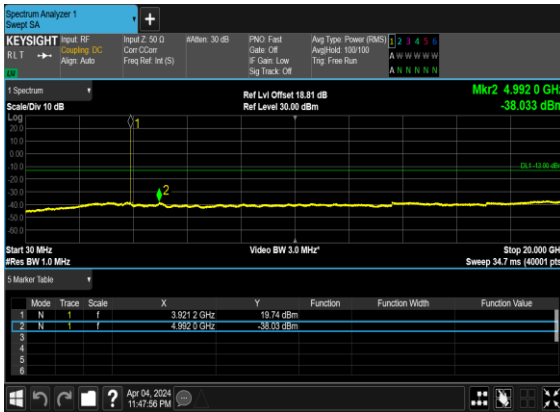 Spectrum Analyzer 1
Swept SA
+
KEYSIGHT Input: RF Input Z: 50 Ω #Atten: 30 dB PNO: Fast Avg Type: Power (RMS) 1 2 3 4 5 6
RLT Coupling: DC Corr CCorr Gate: Off Avg|Hold: 100/100 A W W W W W
Align: Auto Freq Ref: Int (S) IF Gain: Low Trig: Free Run
Sig Track: Off A N N N N N
1 Spectrum Ref Lvl Offset 18.81 dB Mkr2 4.992 0 GHz
Scale/Div 10 dB Ref Level 30.00 dBm -38.033 dBm
Log
20.0 1
10.0
0.00
-10.0 DL1 -13.00 dBm
-20.0
-30.0 2
-40.0
-50.0
-60.0
Start 30 MHz Video BW 3.0 MHz* Stop 20.000 GHz
#Res BW 1.0 MHz Sweep 34.7 ms (40001 pts)
5 Marker Table
Mode Trace Scale X Y Function Function Width Function Value
1 N 1 f 3.921 2 GHz 19.74 dBm
2 N 1 f 4.992 0 GHz -38.03 dBm
3
4
5
6
? Apr 04, 2024
11:47:56 PM